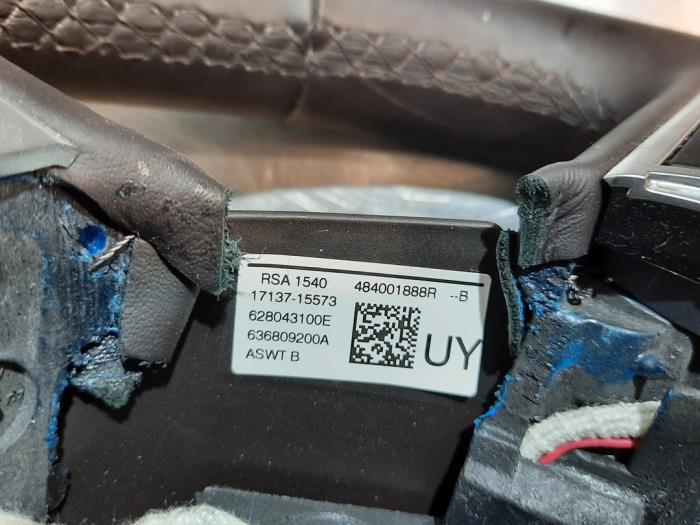 RSA 1540 484001888R --B
17137-15573
628043100E
636809200A
ASWT B
UY